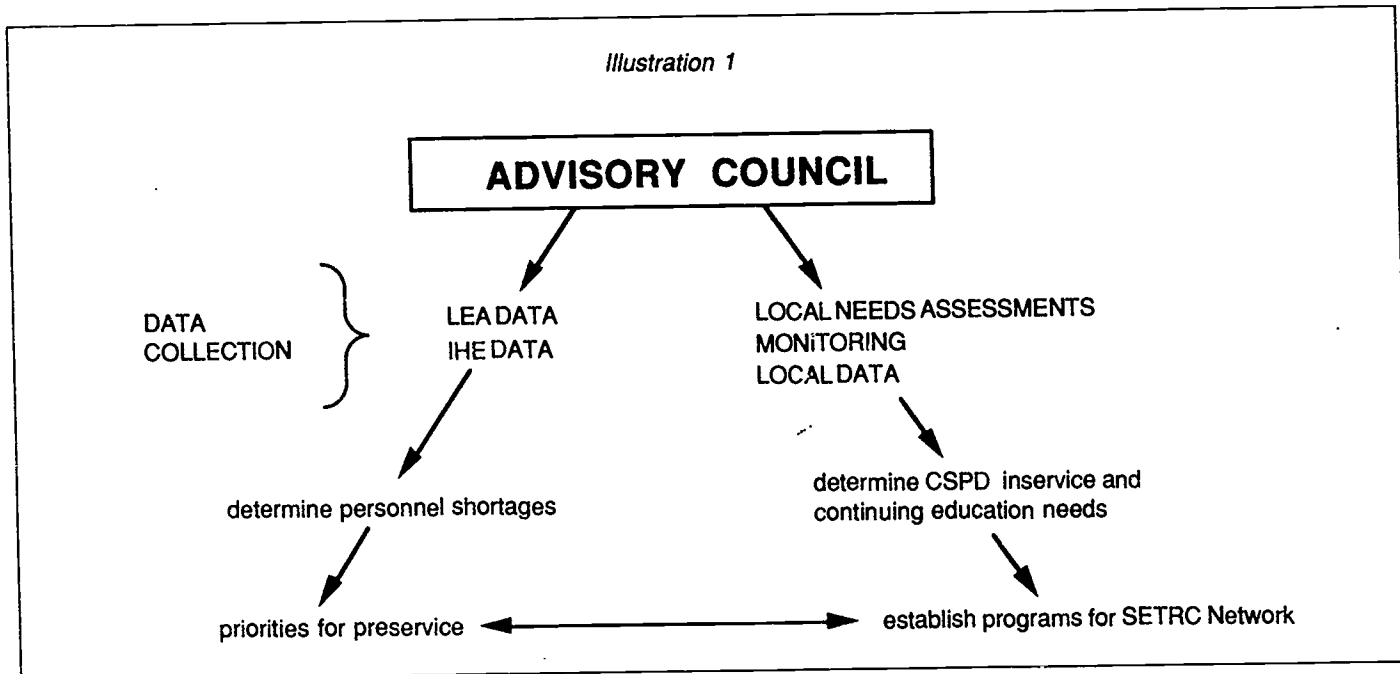 Illustration 1
ADVISORY COUNCIL
DATA
COLLECTION
LEA DATA
IHE DATA
LOCAL NEEDS ASSESSMENTS
MONITORING
LOCAL DATA
determine personnel shortages
determine CSPD inservice and
continuing education needs
priorities for preservice
establish programs for SETRC Network